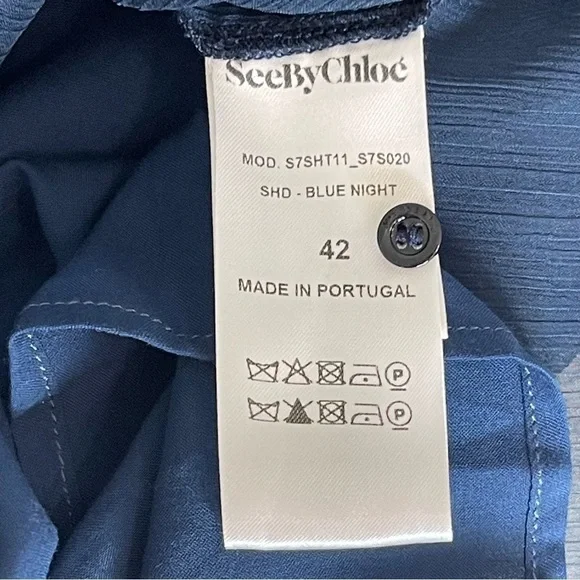 SeeByChloé
MOD. S7SHT11_S7S020
SHD - BLUE NIGHT
42
MADE IN PORTUGAL
P
P